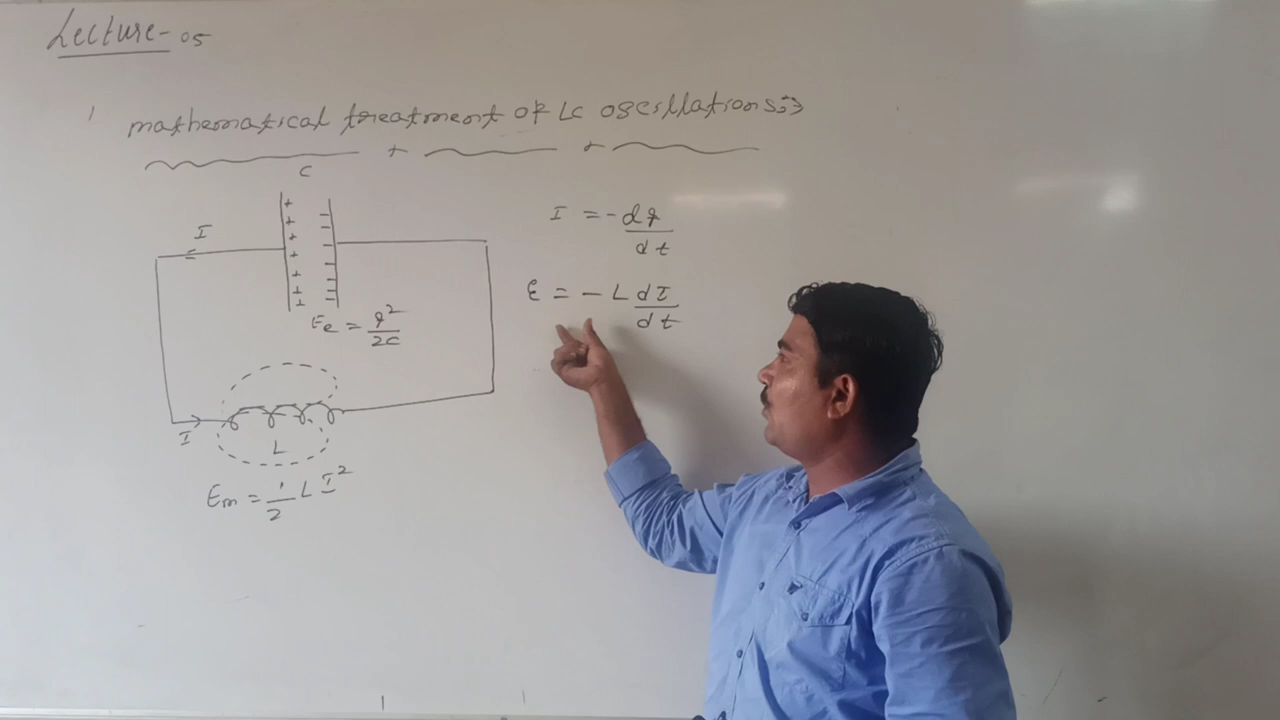 Lecture-05
mathematical treatment of LC oscillations:→
C
+ + + + + + +
I
I = -dq/dt
ε = - L dI/dt
Ee = q²/2C
I
L
Em = 1/2 L I²